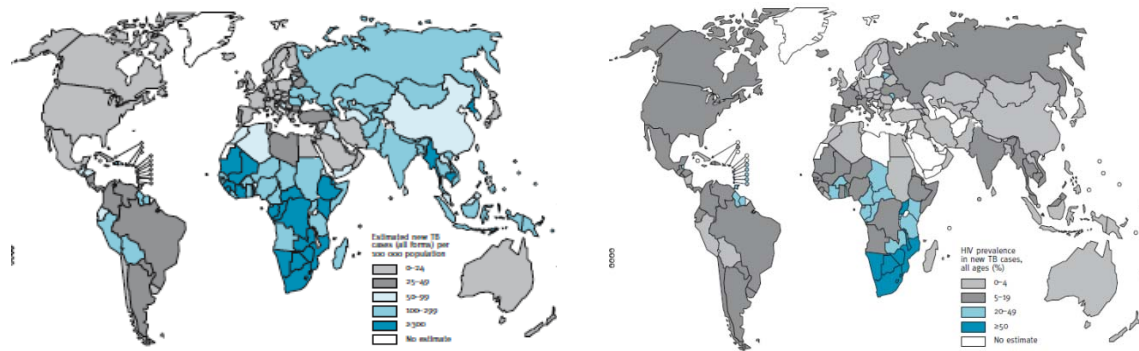 Estimated new TB
cases (all forms) per
100 000 population
0–24
25–49
50–99
100–299
≥300
No estimate
HIV prevalence
in new TB cases,
all ages (%)
0–4
5–19
20–49
≥50
No estimate